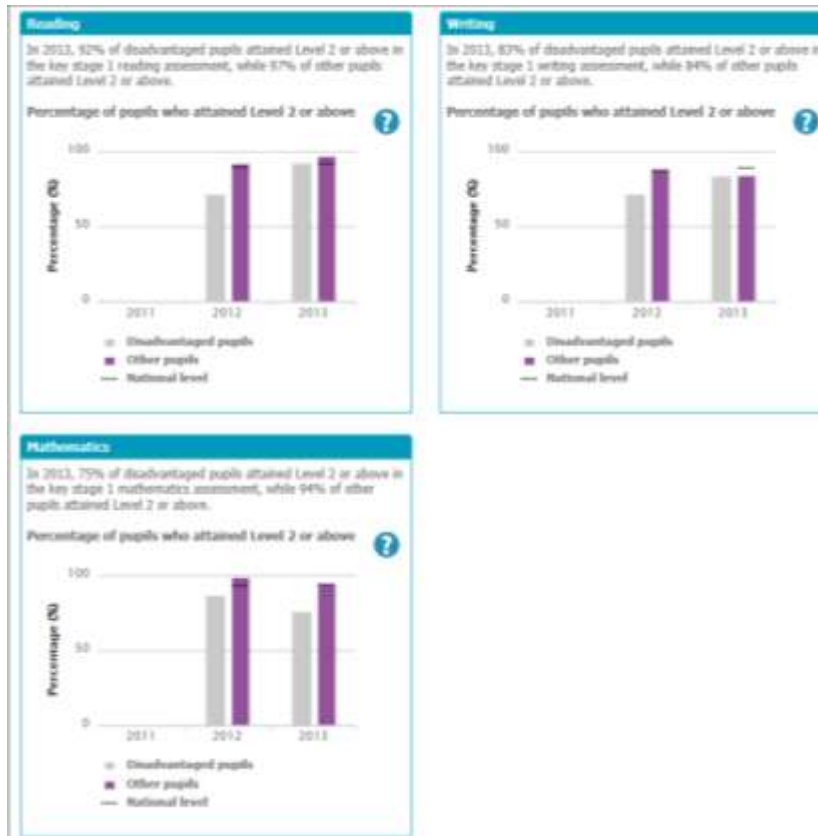 Reading
In 2013, 92% of disadvantaged pupils attained Level 2 or above in
the key stage 1 reading assessment, while 97% of other pupils
attained Level 2 or above.
Percentage of pupils who attained Level 2 or above
?
Percentage (%)
100
50
0
2011 2012 2013
Disadvantaged pupils
Other pupils
National level
Writing
In 2013, 83% of disadvantaged pupils attained Level 2 or above in
the key stage 1 writing assessment, while 84% of other pupils
attained Level 2 or above.
Percentage of pupils who attained Level 2 or above
?
Percentage (%)
100
50
0
2011 2012 2013
Disadvantaged pupils
Other pupils
National level
Mathematics
In 2013, 75% of disadvantaged pupils attained Level 2 or above in
the key stage 1 mathematics assessment, while 94% of other
pupils attained Level 2 or above.
Percentage of pupils who attained Level 2 or above
?
Percentage (%)
100
50
0
2011 2012 2013
Disadvantaged pupils
Other pupils
National level